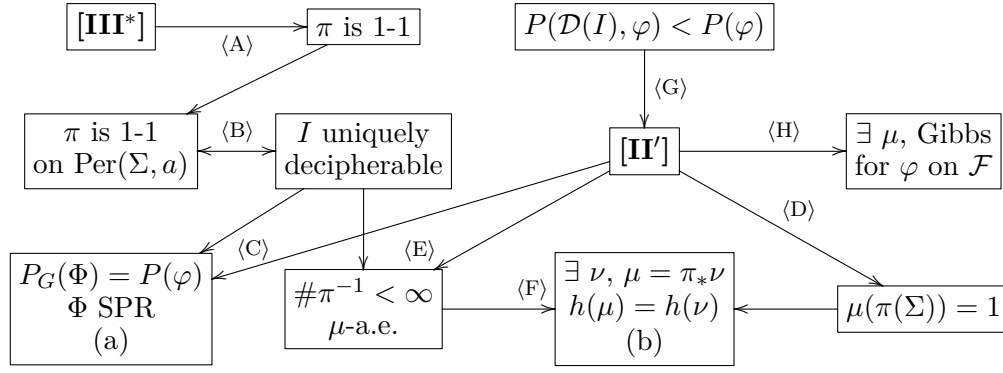 [III*]
⟨A⟩
π is 1-1
P(𝒟(I), φ) < P(φ)
⟨G⟩
π is 1-1
on Per(Σ, a)
⟨B⟩
I uniquely
decipherable
[II′]
⟨H⟩
∃ μ, Gibbs
for φ on ℱ
⟨C⟩
⟨E⟩
⟨D⟩
P_G(Φ) = P(φ)
Φ SPR
(a)
#π⁻¹ < ∞
μ-a.e.
⟨F⟩
∃ ν, μ = π_*ν
h(μ) = h(ν)
(b)
μ(π(Σ)) = 1